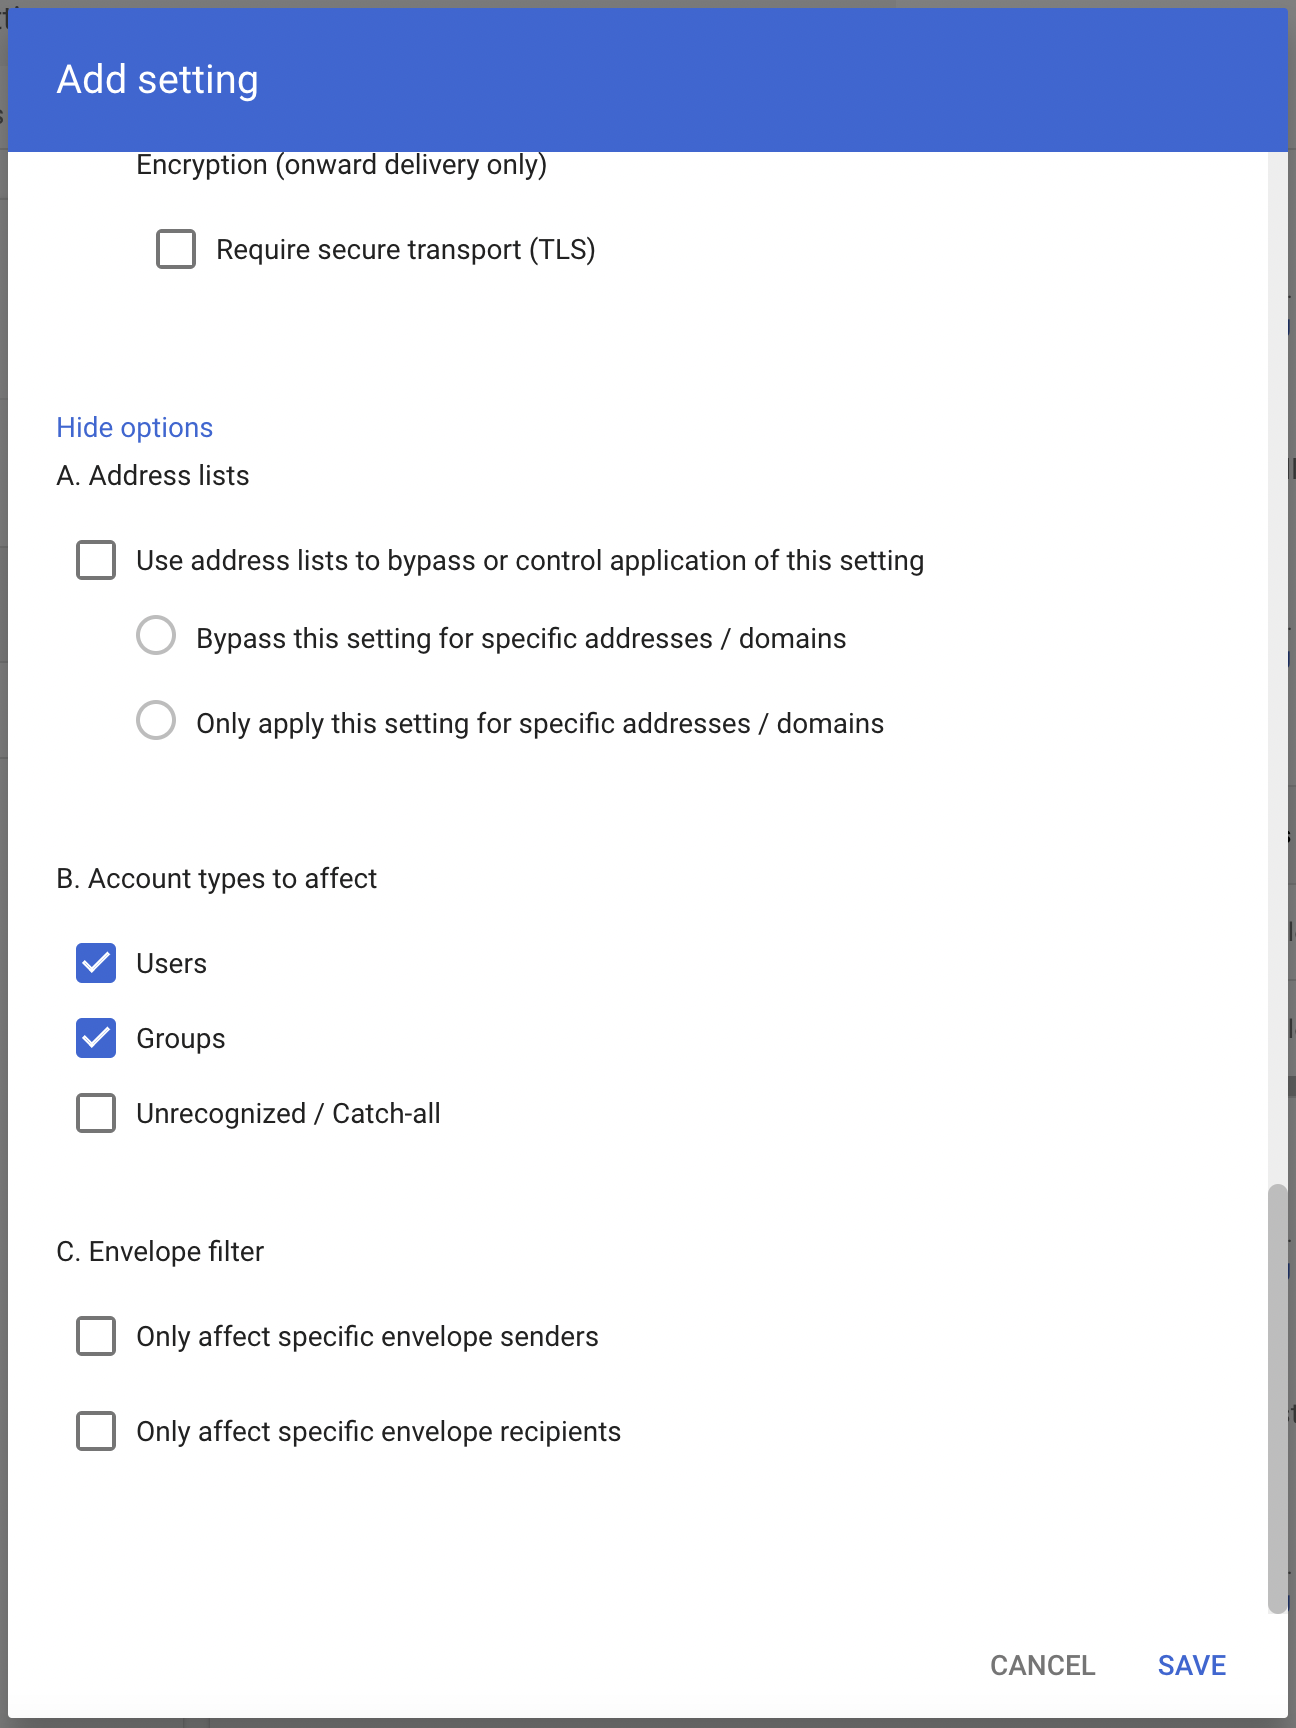 Add setting
Encryption (onward delivery only)
Require secure transport (TLS)
Hide options
A. Address lists
Use address lists to bypass or control application of this setting
Bypass this setting for specific addresses / domains
Only apply this setting for specific addresses / domains
B. Account types to affect
Users
Groups
Unrecognized / Catch-all
C. Envelope filter
Only affect specific envelope senders
Only affect specific envelope recipients
CANCEL
SAVE